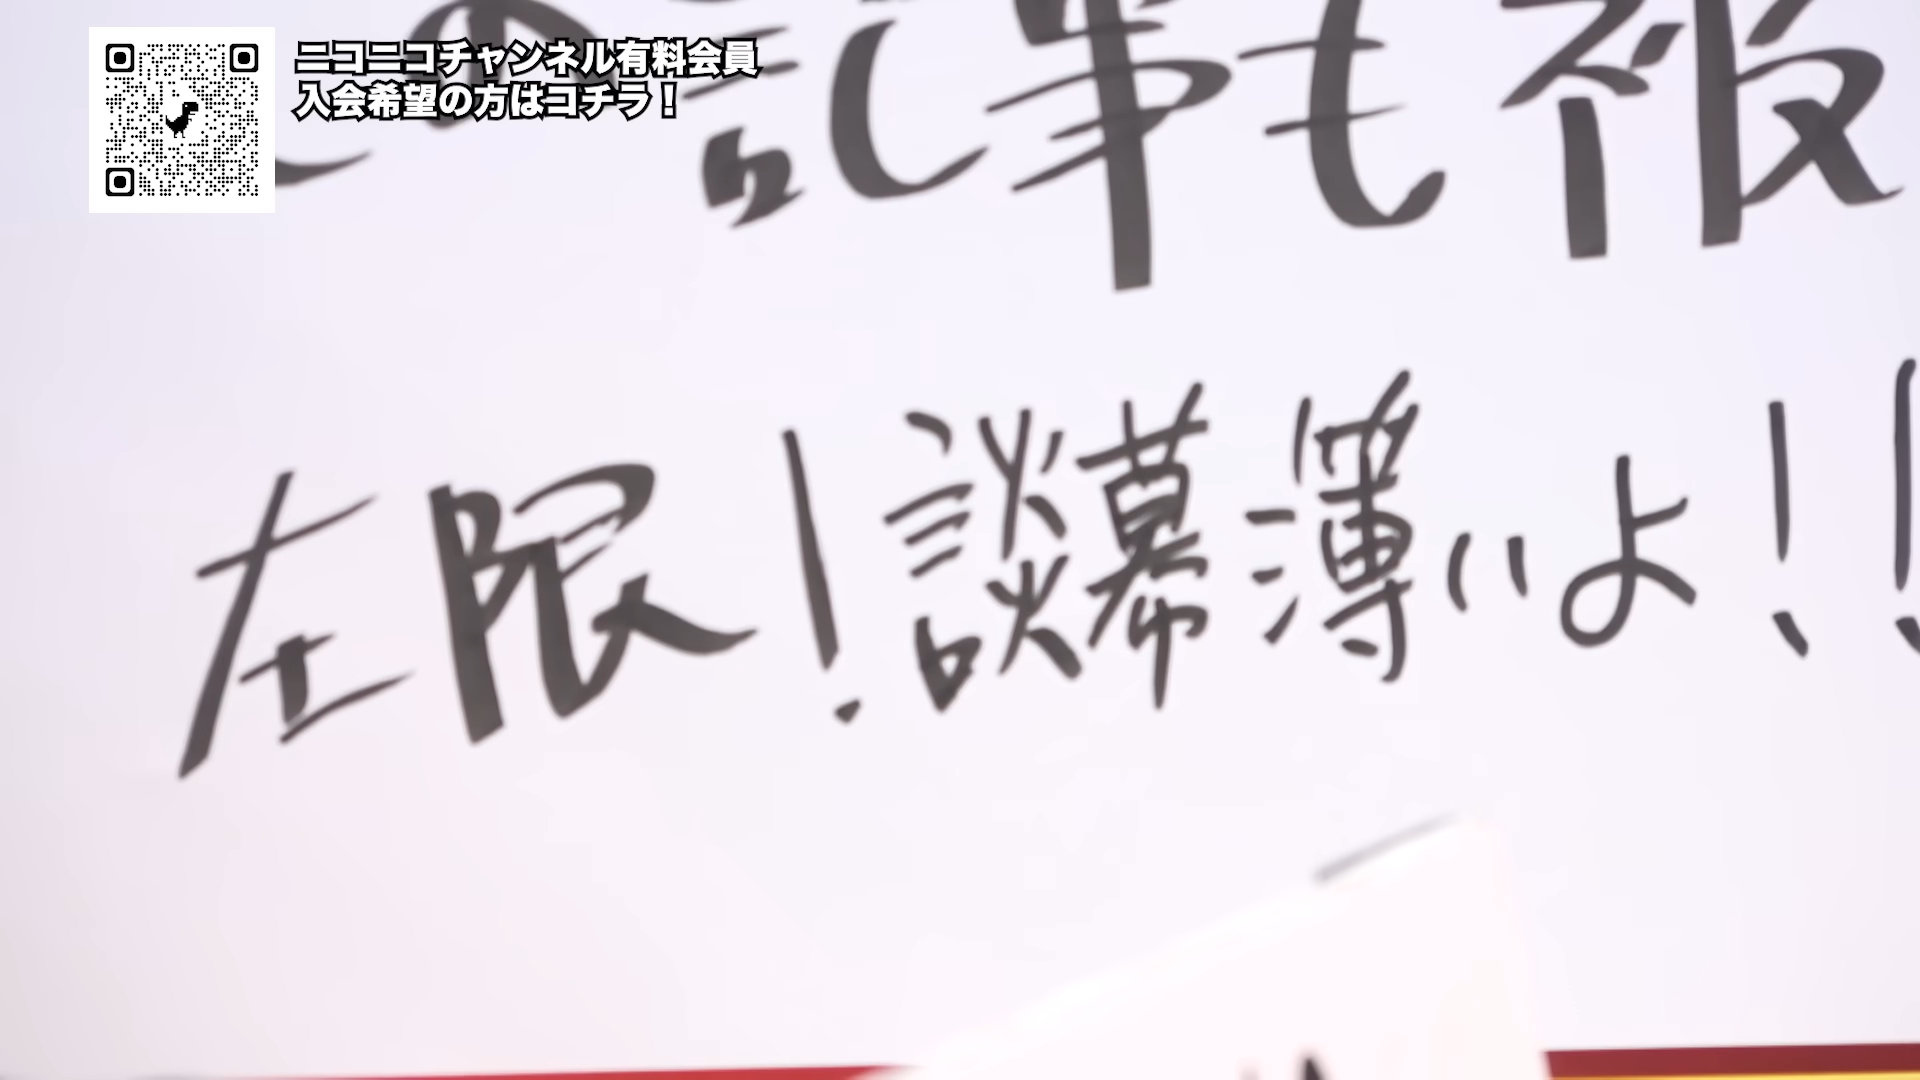 ニコニコチャンネル有料会員
入会希望の方はコチラ！
の記事も
左限!談幕薄いよ!!